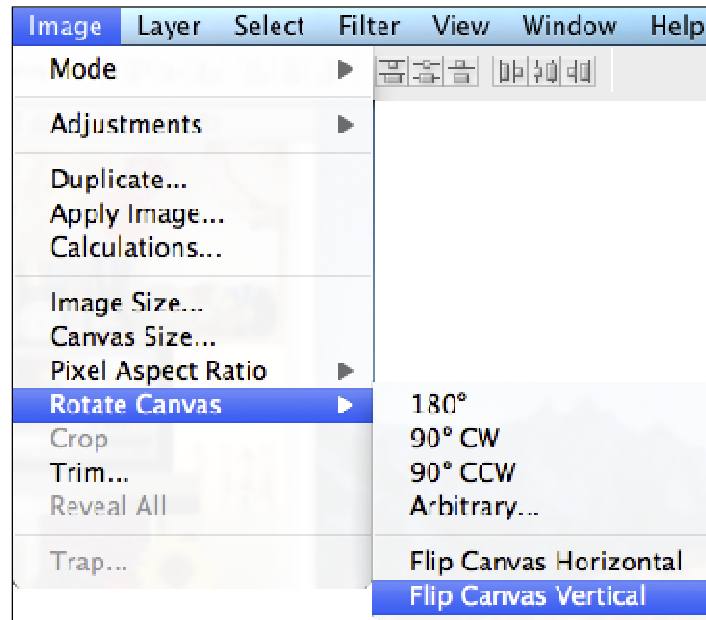 Image Layer Select Filter View Window Help
Mode
Adjustments
Duplicate...
Apply Image...
Calculations...
Image Size...
Canvas Size...
Pixel Aspect Ratio
Rotate Canvas
Crop
Trim...
Reveal All
Trap...
180°
90° CW
90° CCW
Arbitrary...
Flip Canvas Horizontal
Flip Canvas Vertical